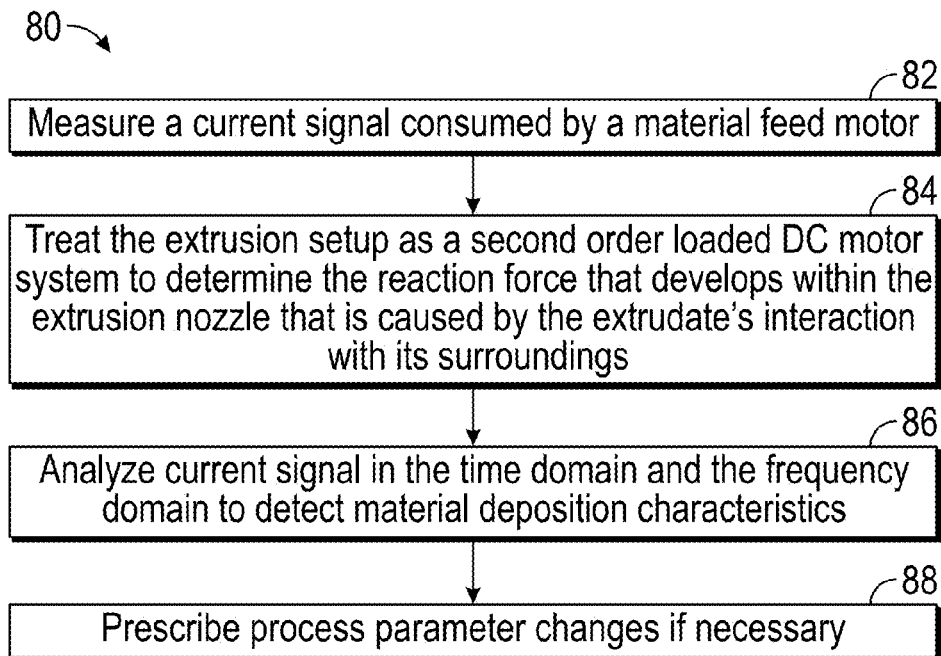 80
82
Measure a current signal consumed by a material feed motor
84
Treat the extrusion setup as a second order loaded DC motor
system to determine the reaction force that develops within the
extrusion nozzle that is caused by the extrudate's interaction
with its surroundings
86
Analyze current signal in the time domain and the frequency
domain to detect material deposition characteristics
88
Prescribe process parameter changes if necessary